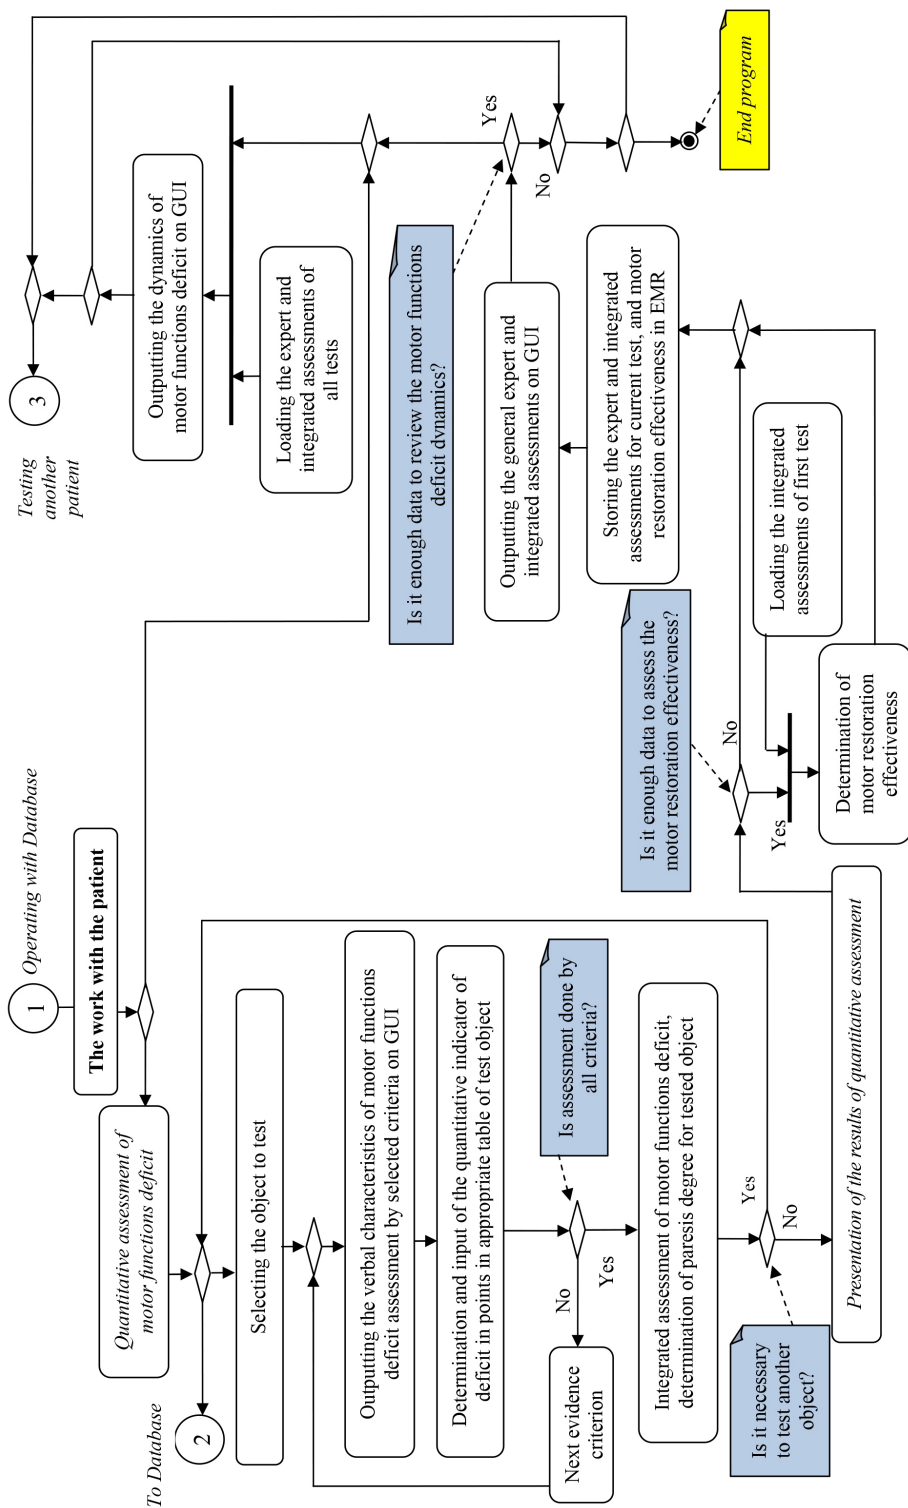 1
Operating with Database
The work with the patient
Quantitative assessment of
motor functions deficit
To Database
2
Selecting the object to test
Outputting the verbal characteristics of motor functions
deficit assessment by selected criteria on GUI
Determination and input of the quantitative indicator of
deficit in points in appropriate table of test object
Is assessment done by
all criteria?
No
Yes
Next evidence
criterion
Integrated assessment of motor functions deficit,
determination of paresis degree for tested object
Yes
No
Is it necessary
to test another
object?
Presentation of the results of quantitative assessment
Testing
another
patient
3
Outputting the dynamics of
motor functions deficit on GUI
Loading the expert and
integrated assessments of
all tests
Is it enough data to review the motor functions
deficit dynamics?
Yes
No
Outputting the general expert and
integrated assessments on GUI
Storing the expert and integrated
assessments for current test, and motor
restoration effectiveness in EMR
End program
Is it enough data to assess the
motor restoration effectiveness?
No
Yes
Loading the integrated
assessments of first test
Determination of
motor restoration
effectiveness